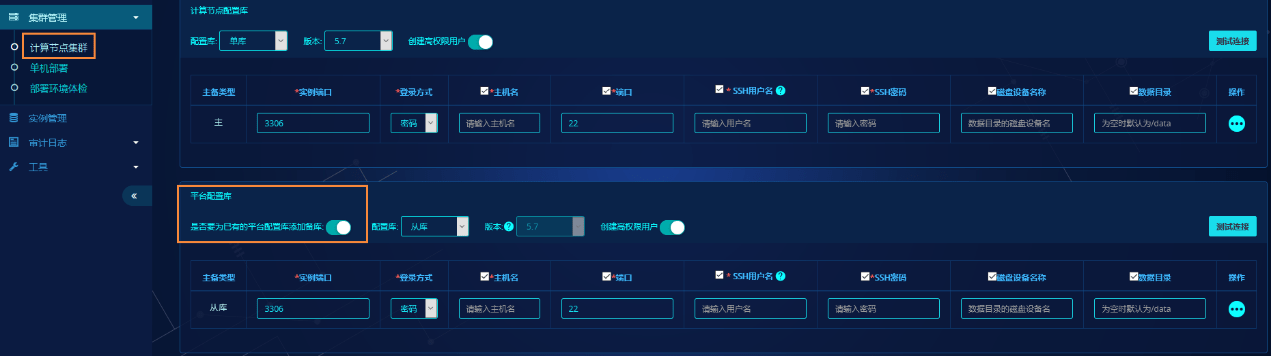 集群管理
计算节点集群
单机部署
部署环境体检
实例管理
审计日志
工具
«
计算节点配置库
配置库: 单库 版本: 5.7 创建高权限用户 测试连接
主备类型 *实例端口 *登录方式 *主机名 *端口 * SSH用户名 ? *SSH密码 磁盘设备名称 数据目录 操作
主 3306 密码 请输入主机名 22 请输入用户名 请输入密码 数据目录的磁盘设备名 为空时默认为/data
平台配置库
是否要为已有的平台配置库添加备库: 配置库: 从库 版本: ? 5.7 创建高权限用户 测试连接
主备类型 *实例端口 *登录方式 *主机名 *端口 * SSH用户名 ? *SSH密码 磁盘设备名称 数据目录 操作
从库 3306 密码 请输入主机名 22 请输入用户名 请输入密码 数据目录的磁盘设备名 为空时默认为/data